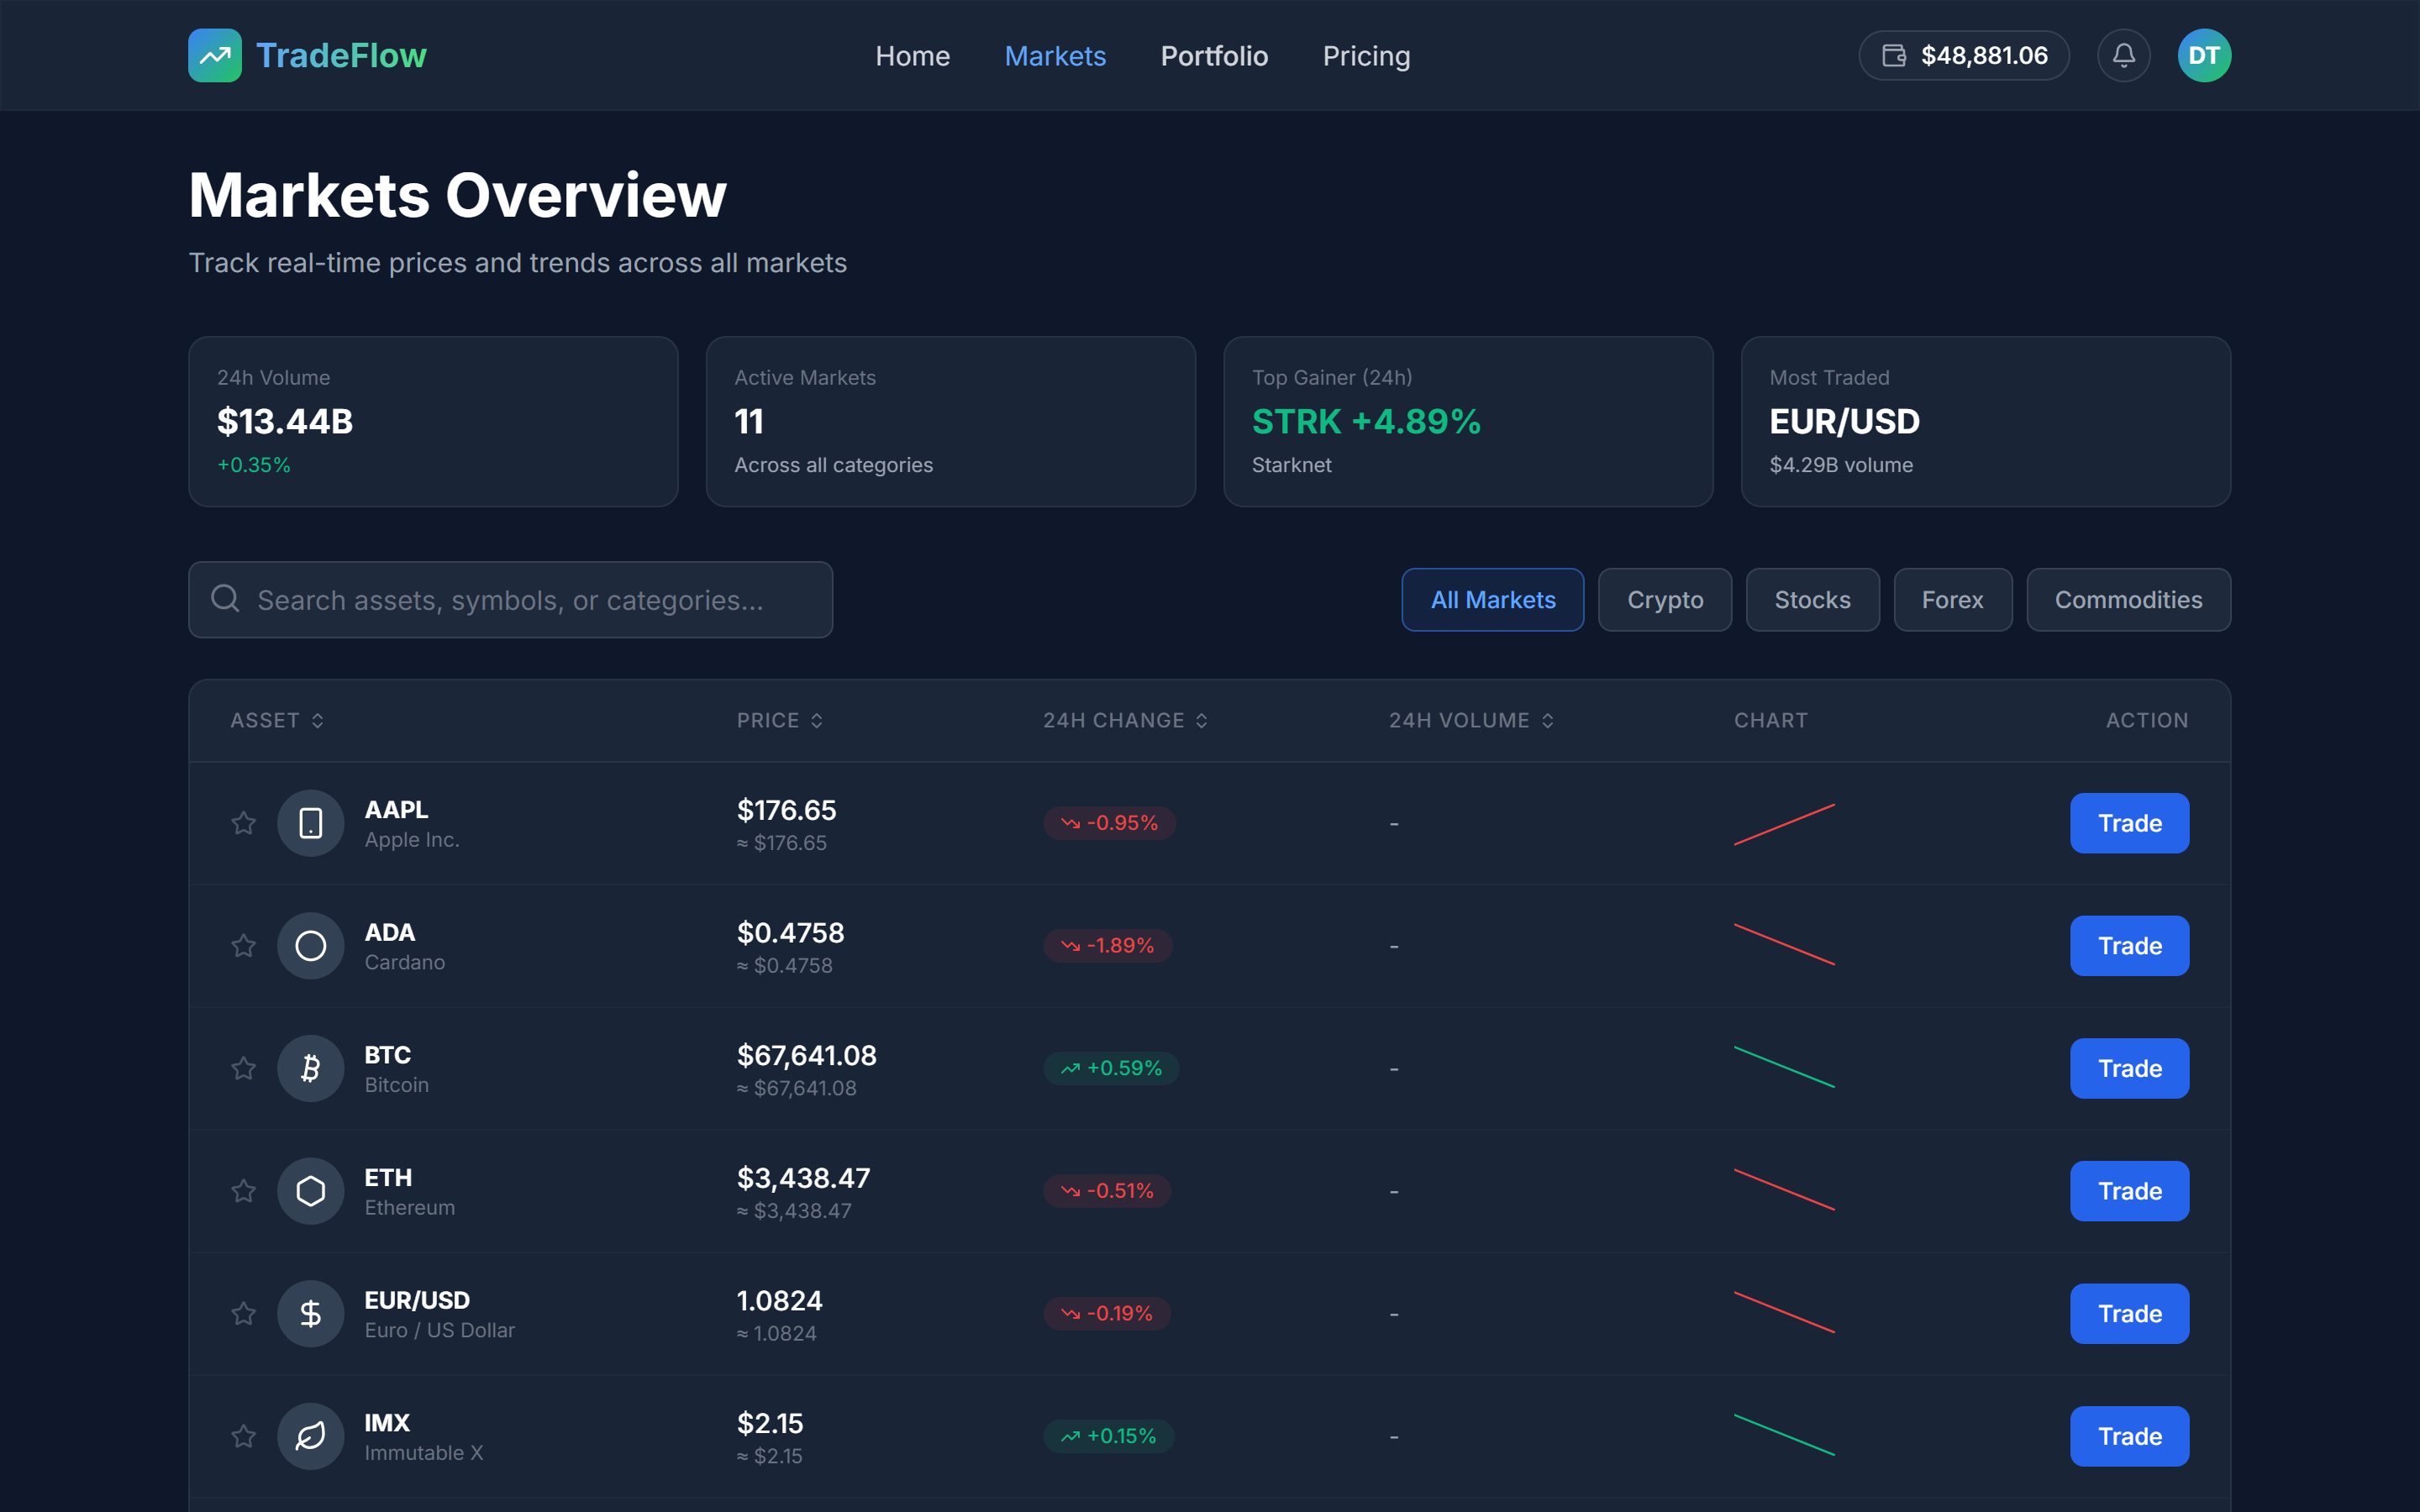 TradeFlow
Home Markets Portfolio Pricing
$48,881.06
DT
Markets Overview
Track real-time prices and trends across all markets
24h Volume
$13.44B
+0.35%
Active Markets
11
Across all categories
Top Gainer (24h)
STRK +4.89%
Starknet
Most Traded
EUR/USD
$4.29B volume
Search assets, symbols, or categories...
All Markets Crypto Stocks Forex Commodities
ASSET PRICE 24H CHANGE 24H VOLUME CHART ACTION
AAPL
Apple Inc.
$176.65
≈ $176.65
-0.95%
-
Trade
ADA
Cardano
$0.4758
≈ $0.4758
-1.89%
-
Trade
BTC
Bitcoin
$67,641.08
≈ $67,641.08
+0.59%
-
Trade
ETH
Ethereum
$3,438.47
≈ $3,438.47
-0.51%
-
Trade
EUR/USD
Euro / US Dollar
1.0824
≈ 1.0824
-0.19%
-
Trade
IMX
Immutable X
$2.15
≈ $2.15
+0.15%
-
Trade